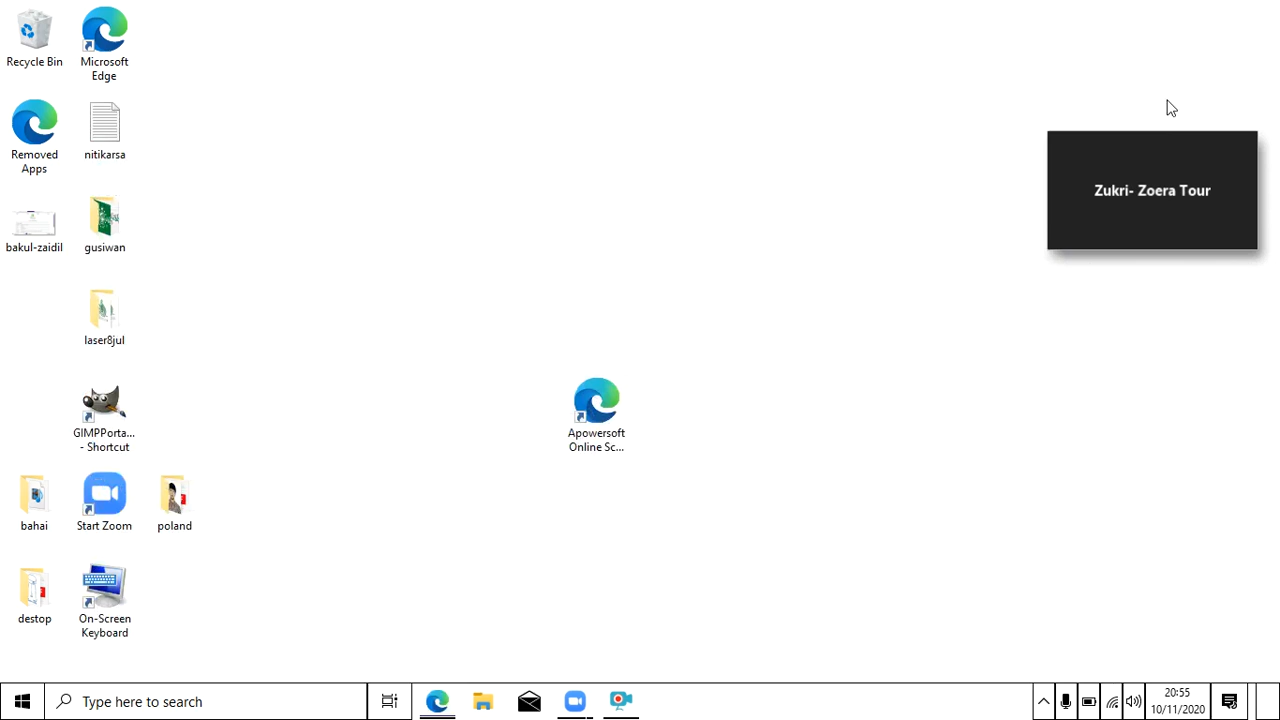 Recycle Bin
Microsoft
Edge
Removed
Apps
nitikarsa
Zukri- Zoera Tour
bakul-zaidil
gusiwan
laser8jul
GIMPPorta...
- Shortcut
Apowersoft
Online Sc...
bahai
Start Zoom
poland
destop
On-Screen
Keyboard
Type here to search
20:55
10/11/2020